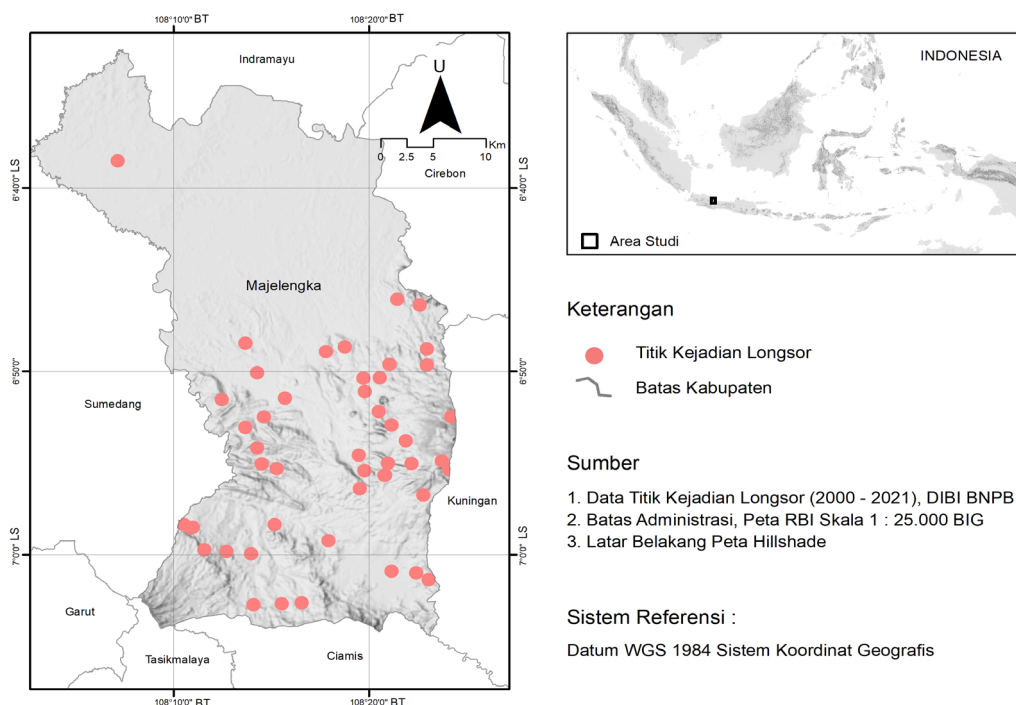 108°10'0"BT
108°20'0"BT
Indramayu
U
0 2.5 5 10 Km
Cirebon
6°40'0" LS
6°40'0" LS
Majelengka
6°50'0"
6°50'0"
Sumedang
Kuningan
7°0'0" LS
7°0'0" LS
Garut
Tasikmalaya
Ciamis
108°10'0" BT
108°20'0" BT
INDONESIA
Area Studi
Keterangan
Titik Kejadian Longsor
Batas Kabupaten
Sumber
1. Data Titik Kejadian Longsor (2000 - 2021), DIBI BNPB
2. Batas Administrasi, Peta RBI Skala 1 : 25.000 BIG
3. Latar Belakang Peta Hillshade
Sistem Referensi :
Datum WGS 1984 Sistem Koordinat Geografis